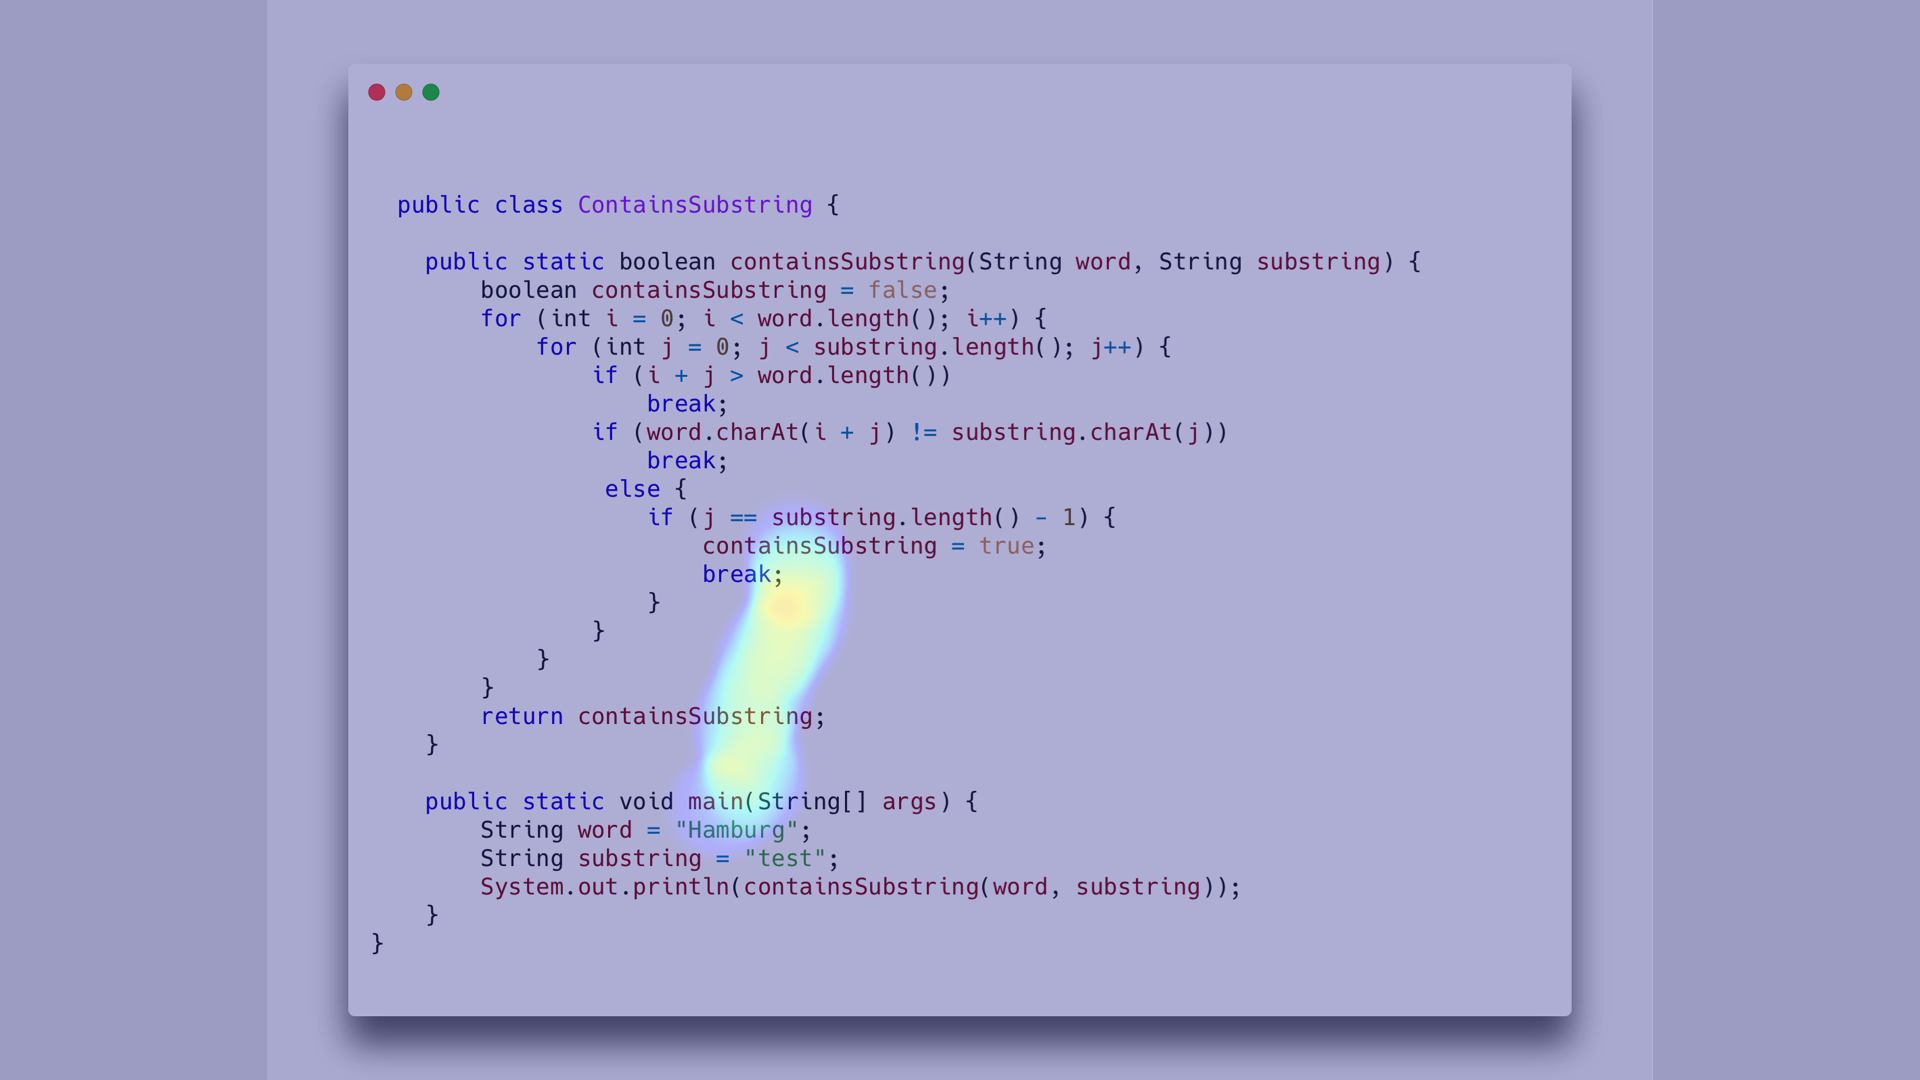 public class ContainsSubstring {
public static boolean containsSubstring(String word, String substring) {
boolean containsSubstring = false;
for (int i = 0; i < word.length(); i++) {
for (int j = 0; j < substring.length(); j++) {
if (i + j > word.length())
break;
if (word.charAt(i + j) != substring.charAt(j))
break;
else {
if (j == substring.length() - 1) {
containsSubstring = true;
break;
}
}
}
}
return containsSubstring;
}
public static void main(String[] args) {
String word = "Hamburg";
String substring = "test";
System.out.println(containsSubstring(word, substring));
}
}